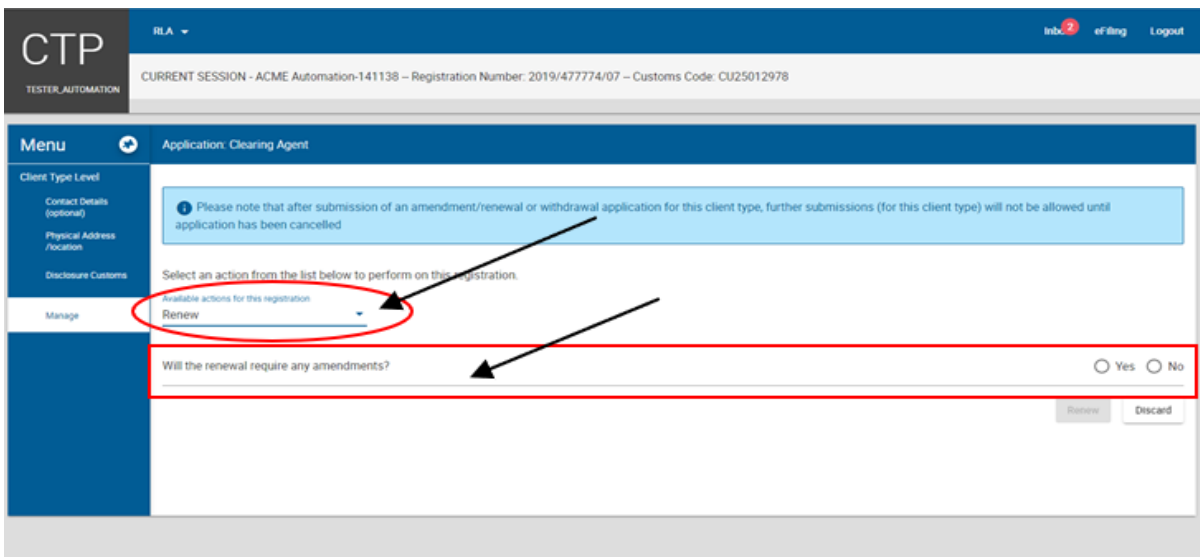 CTP
TESTER_AUTOMATION
RLA
2
eFiling
Logout
CURRENT SESSION - ACME Automation-141138 – Registration Number: 2019/477774/07 – Customs Code: CU25012978
Menu
Application: Clearing Agent
Client Type Level
Contact Details
(optional)
Physical Address
/location
Disclosure Customs
Manage
Please note that after submission of an amendment/renewal or withdrawal application for this client type, further submissions (for this client type) will not be allowed until
application has been cancelled
Select an action from the list below to perform on this registration.
Available actions for this registration
Renew
Will the renewal require any amendments?
Yes
No
Renew
Discard